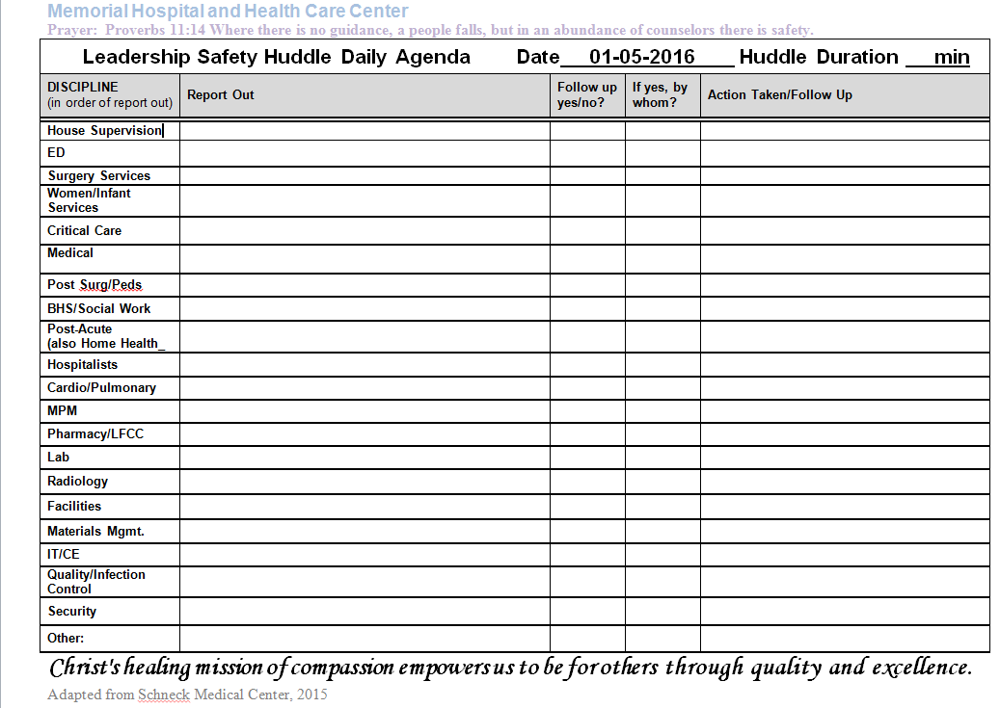 Memorial Hospital and Health Care Center
Prayer: Proverbs 11:14 Where there is no guidance, a people falls, but in an abundance of counselors there is safety.
Leadership Safety Huddle Daily Agenda Date__01-05-2016___ Huddle Duration __min
DISCIPLINE
(in order of report out)
Report Out
Follow up
yes/no?
If yes, by
whom?
Action Taken/Follow Up
House Supervision
ED
Surgery Services
Women/Infant
Services
Critical Care
Medical
Post Surg/Peds
BHS/Social Work
Post-Acute
(also Home Health_
Hospitalists
Cardio/Pulmonary
MPM
Pharmacy/LFCC
Lab
Radiology
Facilities
Materials Mgmt.
IT/CE
Quality/Infection
Control
Security
Other:
Christ's healing mission of compassion empowers us to be for others through quality and excellence.
Adapted from Schneck Medical Center, 2015